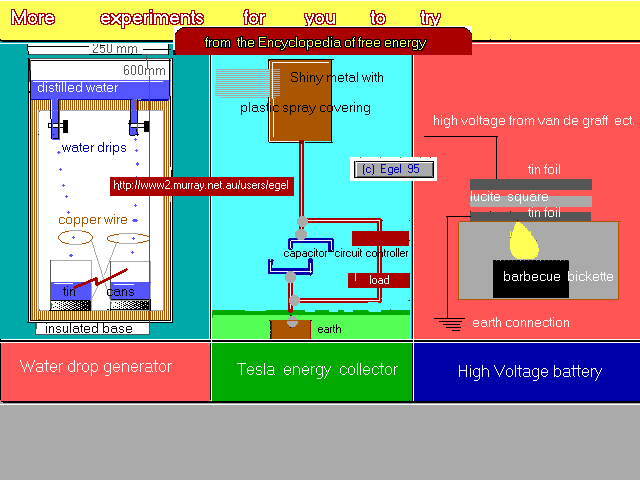 More experiments for you to try
from the Encyclopedia of free energy
250 mm
600mm
distilled water
water drips
http://www2.murray.net.au/users/egel
copper wire
tin cans
insulated base
Shiny metal with
plastic spray covering
(c) Egel 95
capacitor circuit controller
load
earth
high voltage from van de graff ect.
tin foil
lucite square
tin foil
barbecue bickette
earth connection
Water drop generator
Tesla energy collector
High Voltage battery